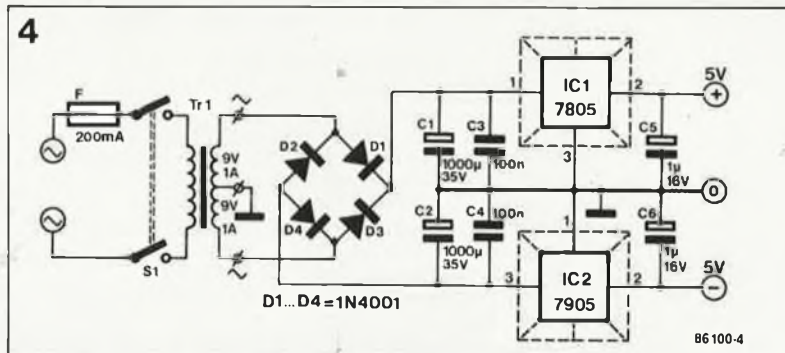 4
F
200mA
S1
Tr 1
9V
1A
9V
1A
D2
D1
D4
D3
D1...D4=1N4001
C1
1000µ
35V
C3
100n
C2
1000µ
35V
C4
100n
1
IC1
7805
2
3
1
3
IC2
7905
2
C5
1µ
16V
C6
1µ
16V
5V
+
0
5V
−
86100-4